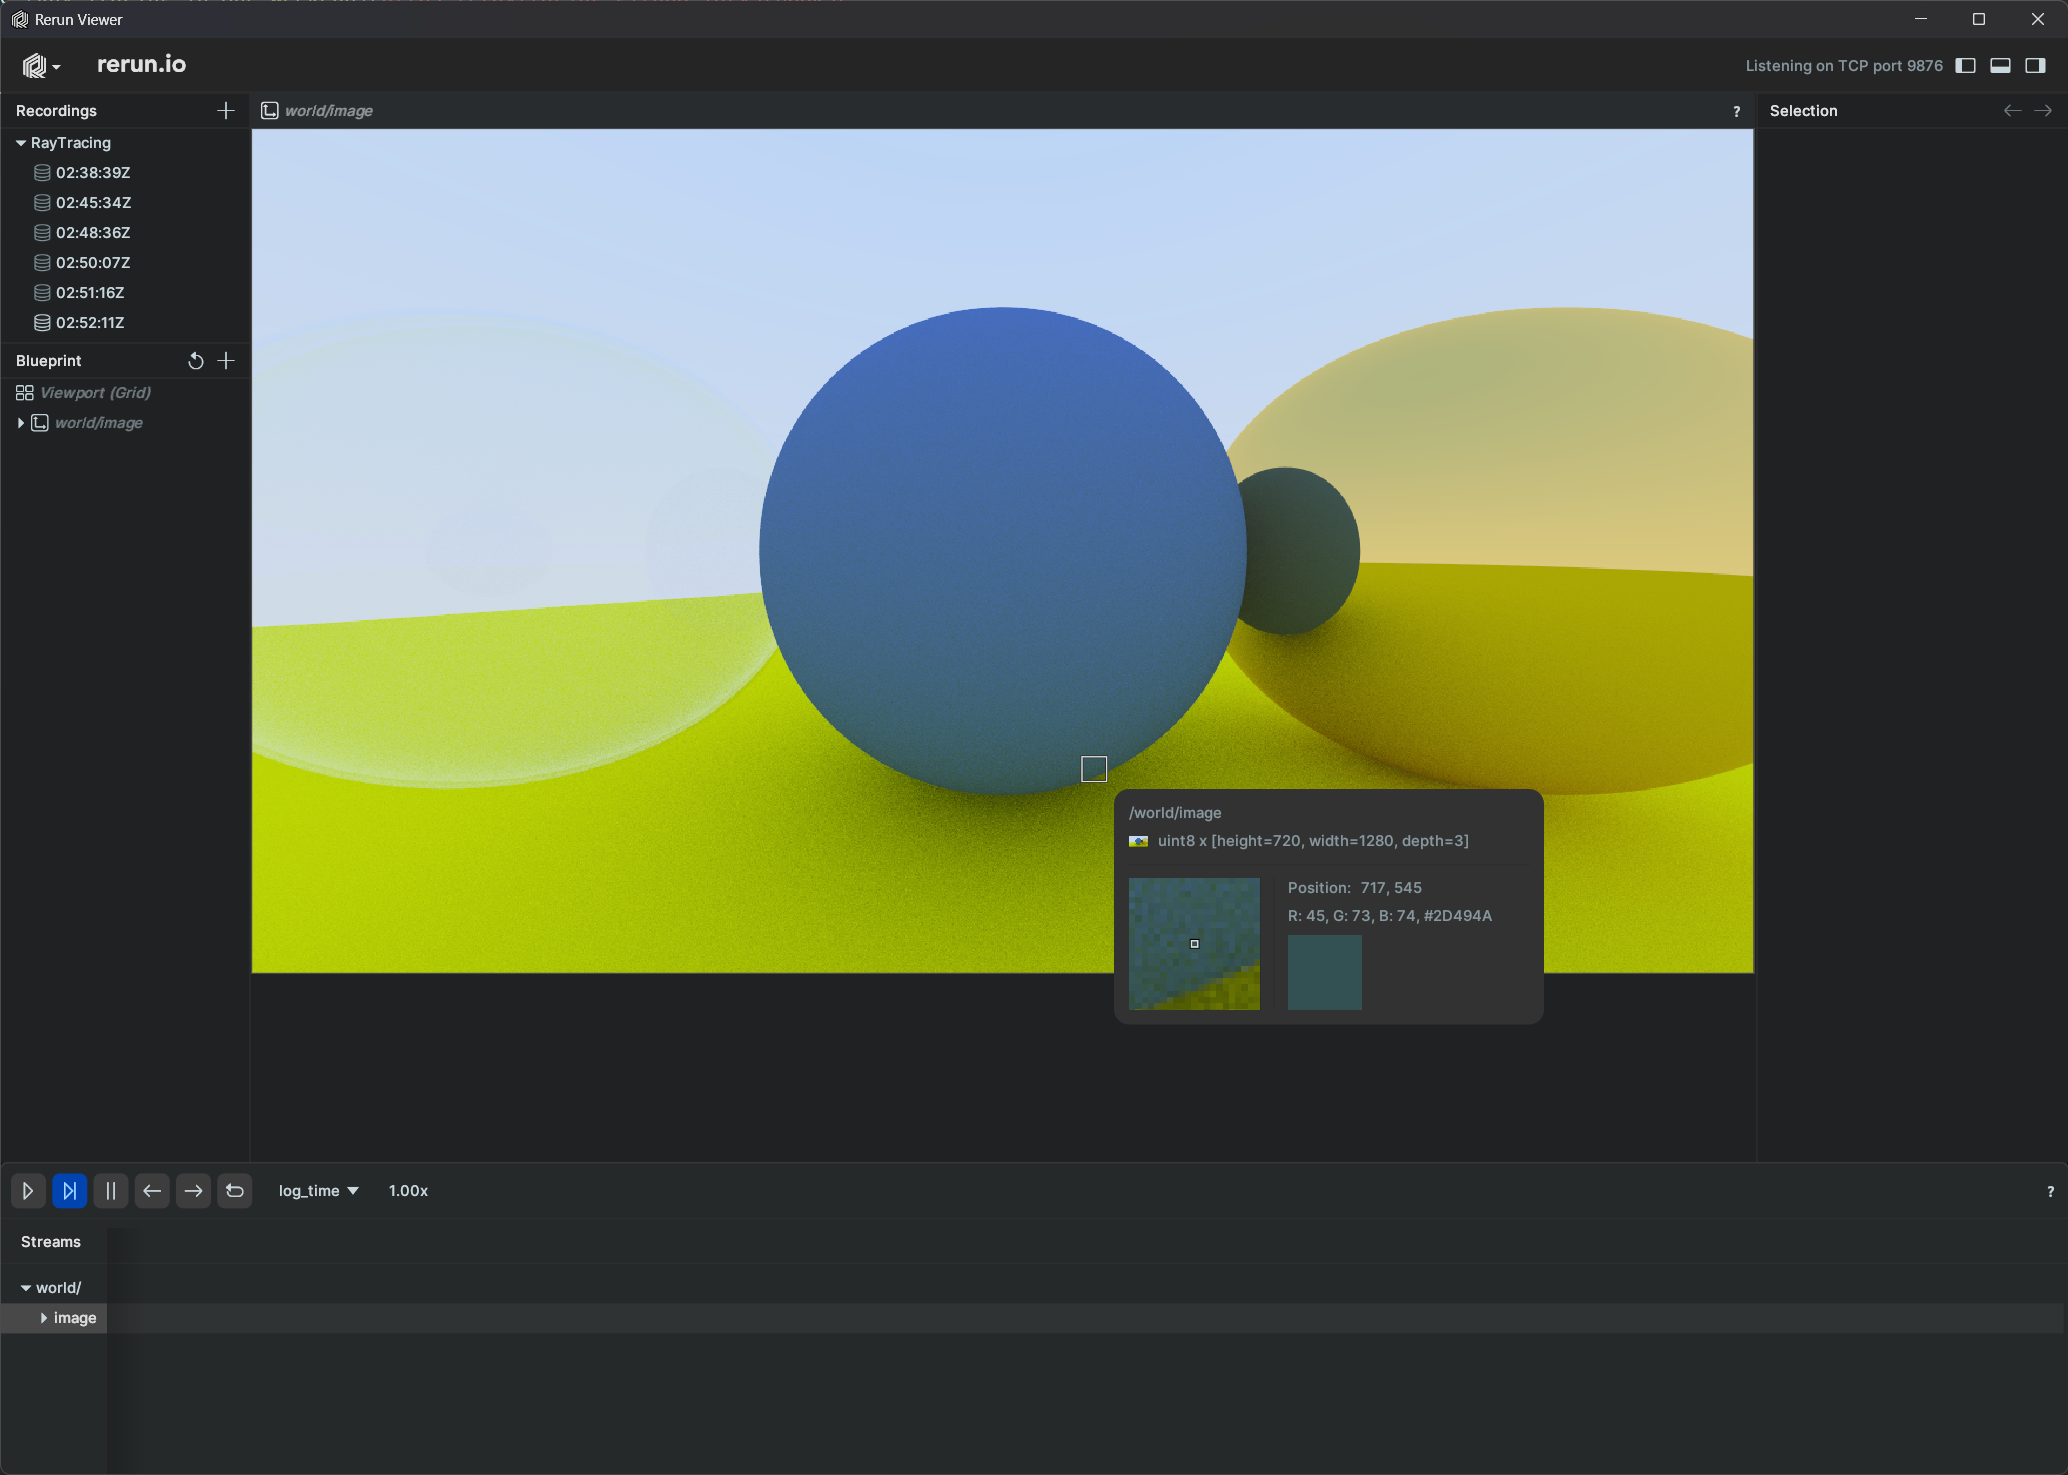 Rerun Viewer
rerun.io
Listening on TCP port 9876
Recordings
RayTracing
02:38:39Z
02:45:34Z
02:48:36Z
02:50:07Z
02:51:16Z
02:52:11Z
Blueprint
Viewport (Grid)
world/image
world/image
?
Selection
/world/image
uint8 x [height=720, width=1280, depth=3]
Position: 717, 545
R: 45, G: 73, B: 74, #2D494A
log_time
1.00x
?
Streams
world/
image